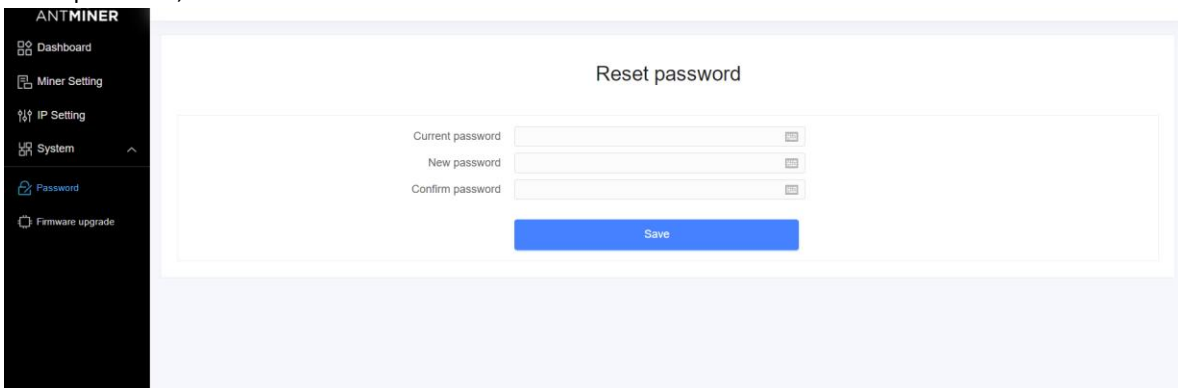 ANTMINER
Dashboard
Miner Setting
IP Setting
System
Password
Firmware upgrade
Reset password
Current password
New password
Confirm password
Save